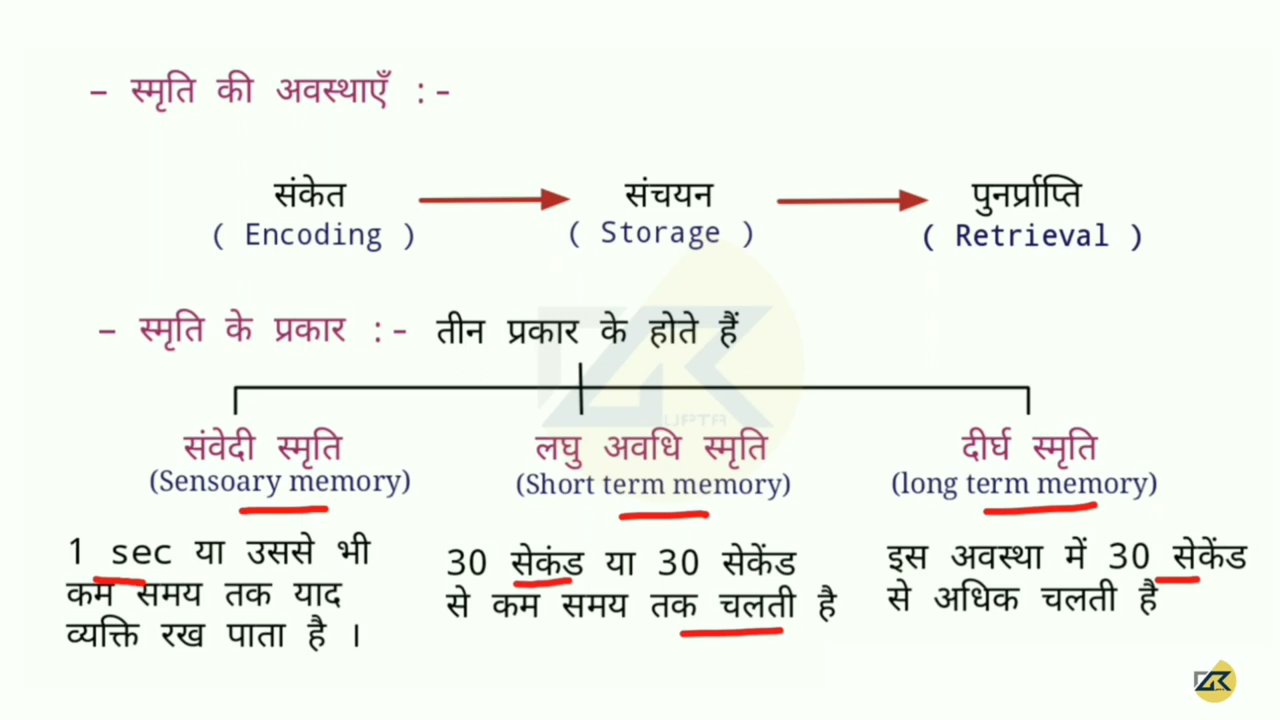 – स्मृति की अवस्थाएँ :-
संकेत
( Encoding )
संचयन
( Storage )
पुनर्प्राप्ति
( Retrieval )
– स्मृति के प्रकार :- तीन प्रकार के होते हैं
संवेदी स्मृति
(Sensoary memory)
1 sec या उससे भी
कम समय तक याद
व्यक्ति रख पाता है ।
लघु अवधि स्मृति
(Short term memory)
30 सेकंड या 30 सेकेंड
से कम समय तक चलती है
दीर्घ स्मृति
(long term memory)
इस अवस्था में 30 सेकेंड
से अधिक चलती है